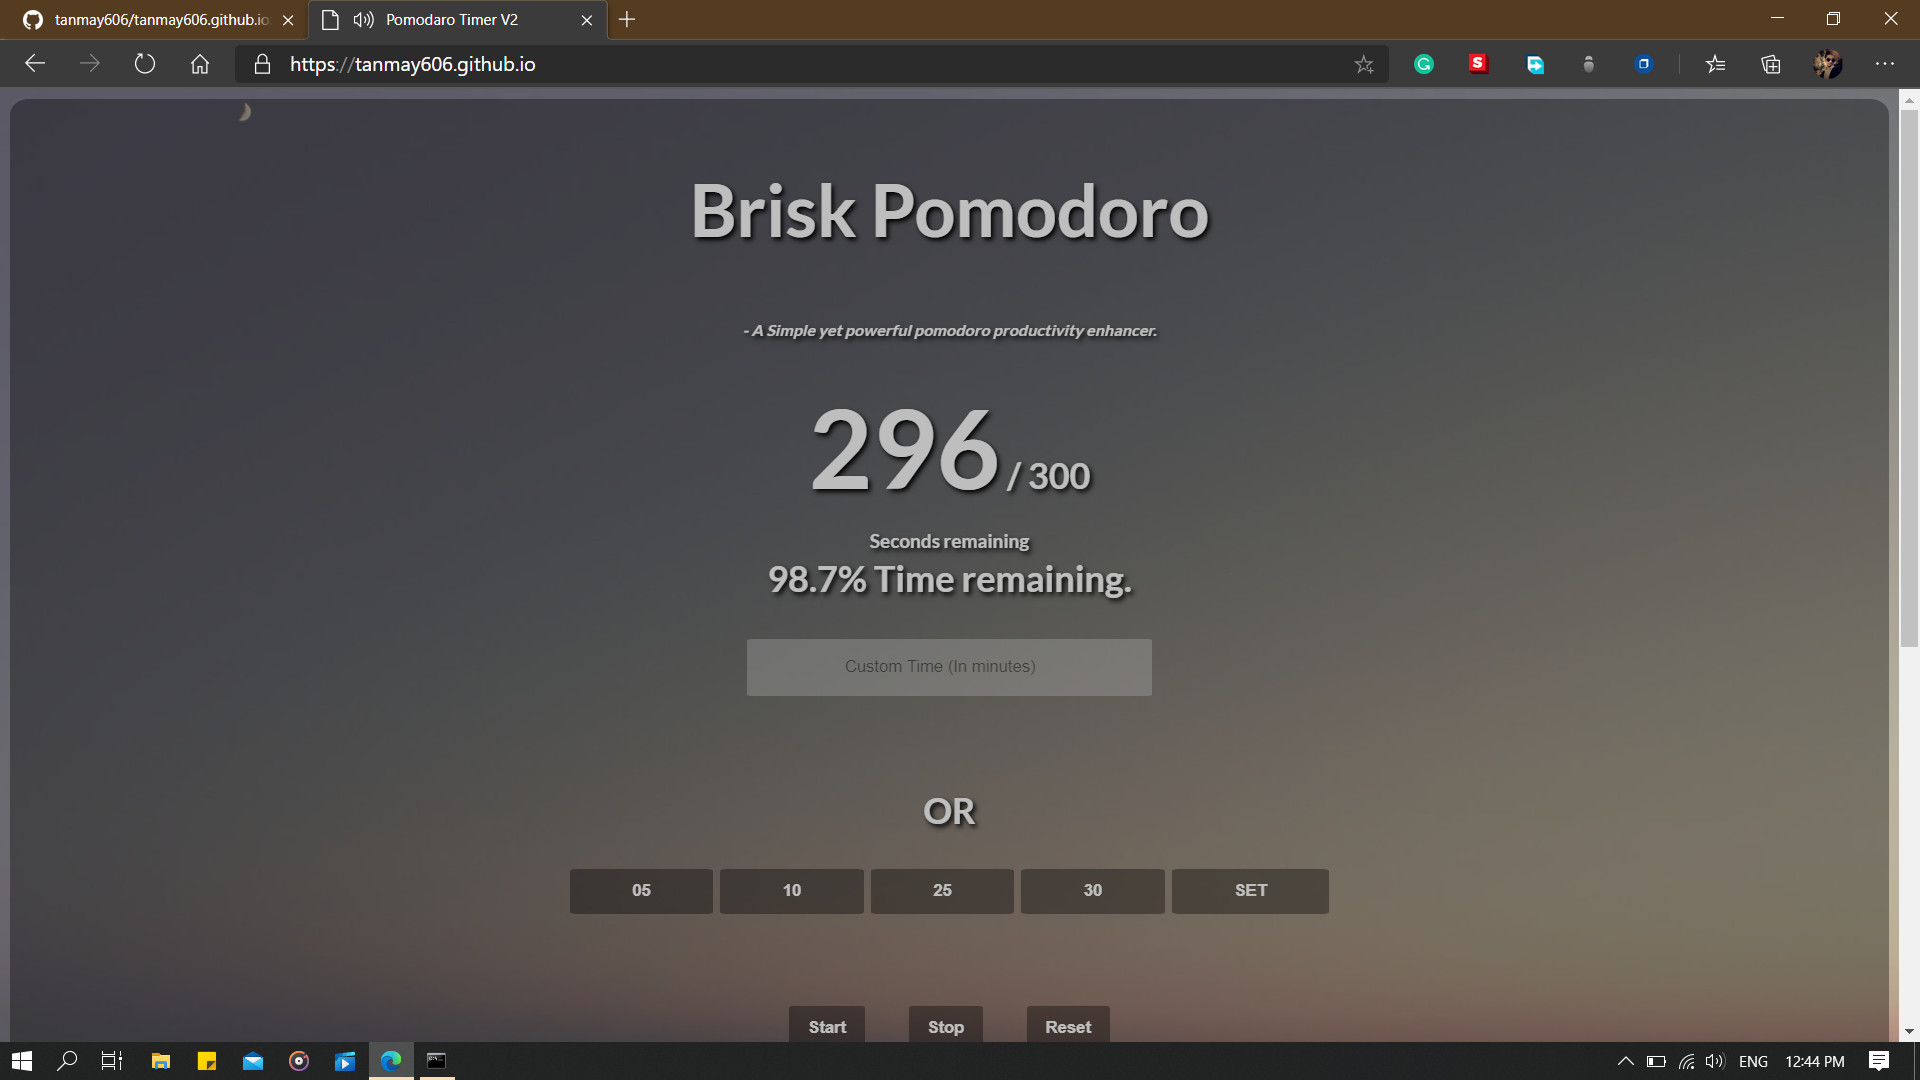 tanmay606/tanmay606.github.io
Pomodaro Timer V2
https://tanmay606.github.io
Brisk Pomodoro
- A Simple yet powerful pomodoro productivity enhancer.
296 / 300
Seconds remaining
98.7% Time remaining.
Custom Time (In minutes)
OR
05 10 25 30 SET
Start Stop Reset
ENG 12:44 PM